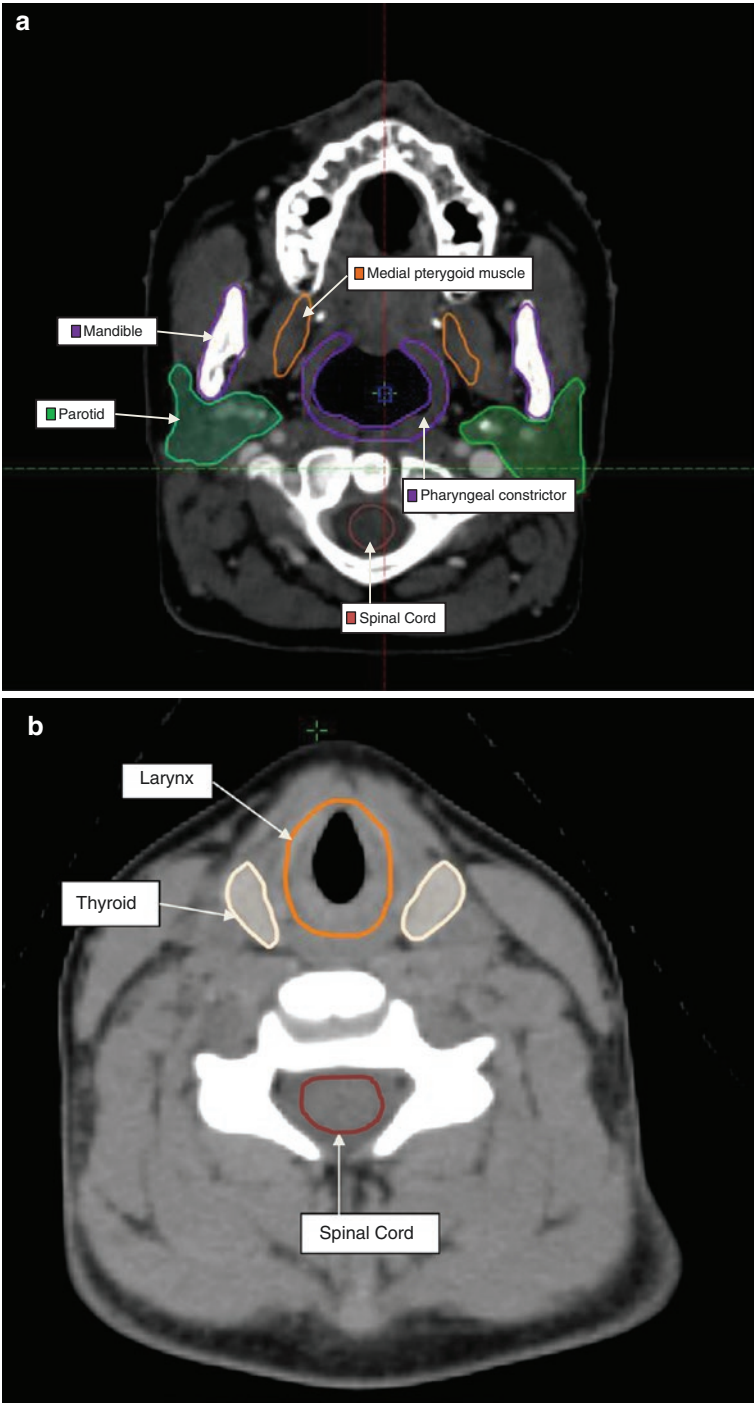 a
Medial pterygoid muscle
Mandible
Parotid
Pharyngeal constrictor
Spinal Cord
b
Larynx
Thyroid
Spinal Cord